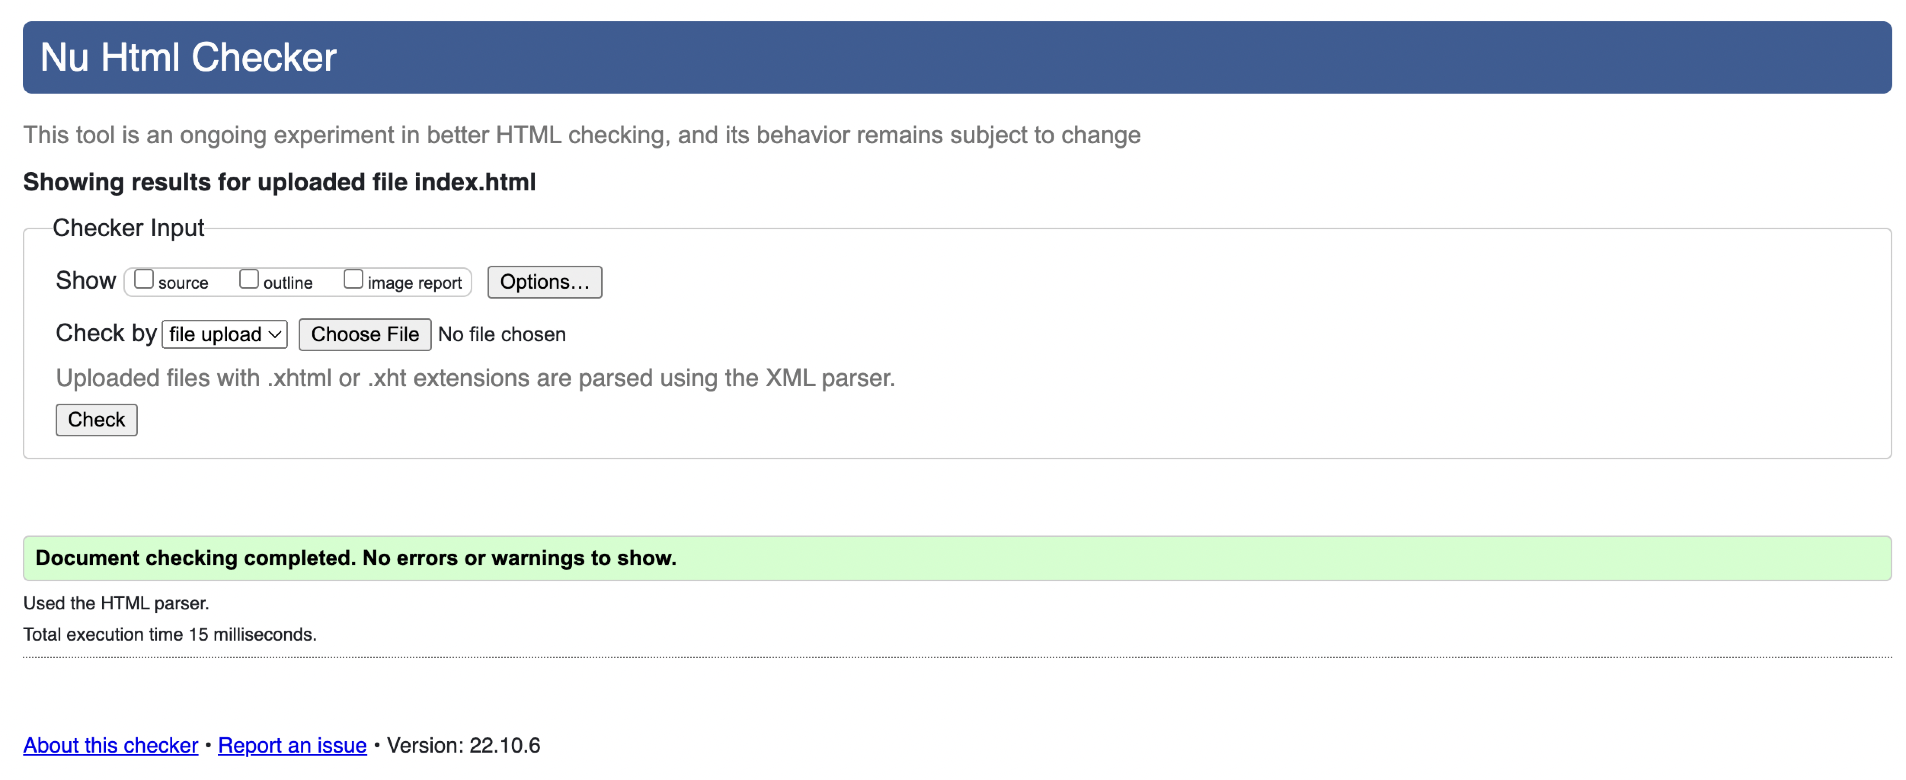 Nu Html Checker
This tool is an ongoing experiment in better HTML checking, and its behavior remains subject to change
Showing results for uploaded file index.html
Checker Input
Show source outline image report Options...
Check by file upload Choose File No file chosen
Uploaded files with .xhtml or .xht extensions are parsed using the XML parser.
Check
Document checking completed. No errors or warnings to show.
Used the HTML parser.
Total execution time 15 milliseconds.
About this checker • Report an issue • Version: 22.10.6